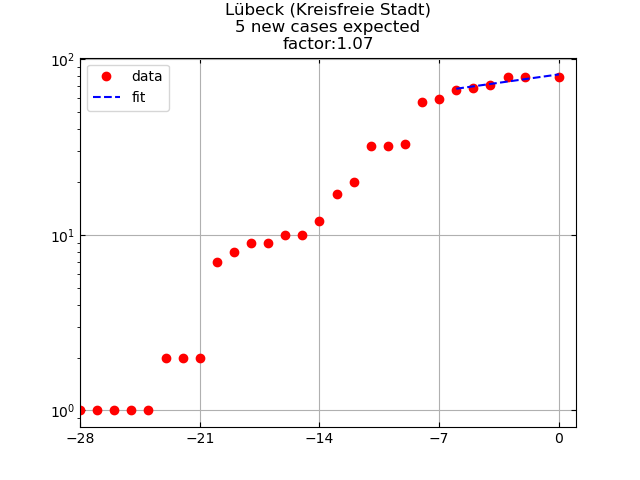 Lübeck (Kreisfreie Stadt)
5 new cases expected
factor:1.07
data
fit
10²
10¹
10⁰
−28 −21 −14 −7 0